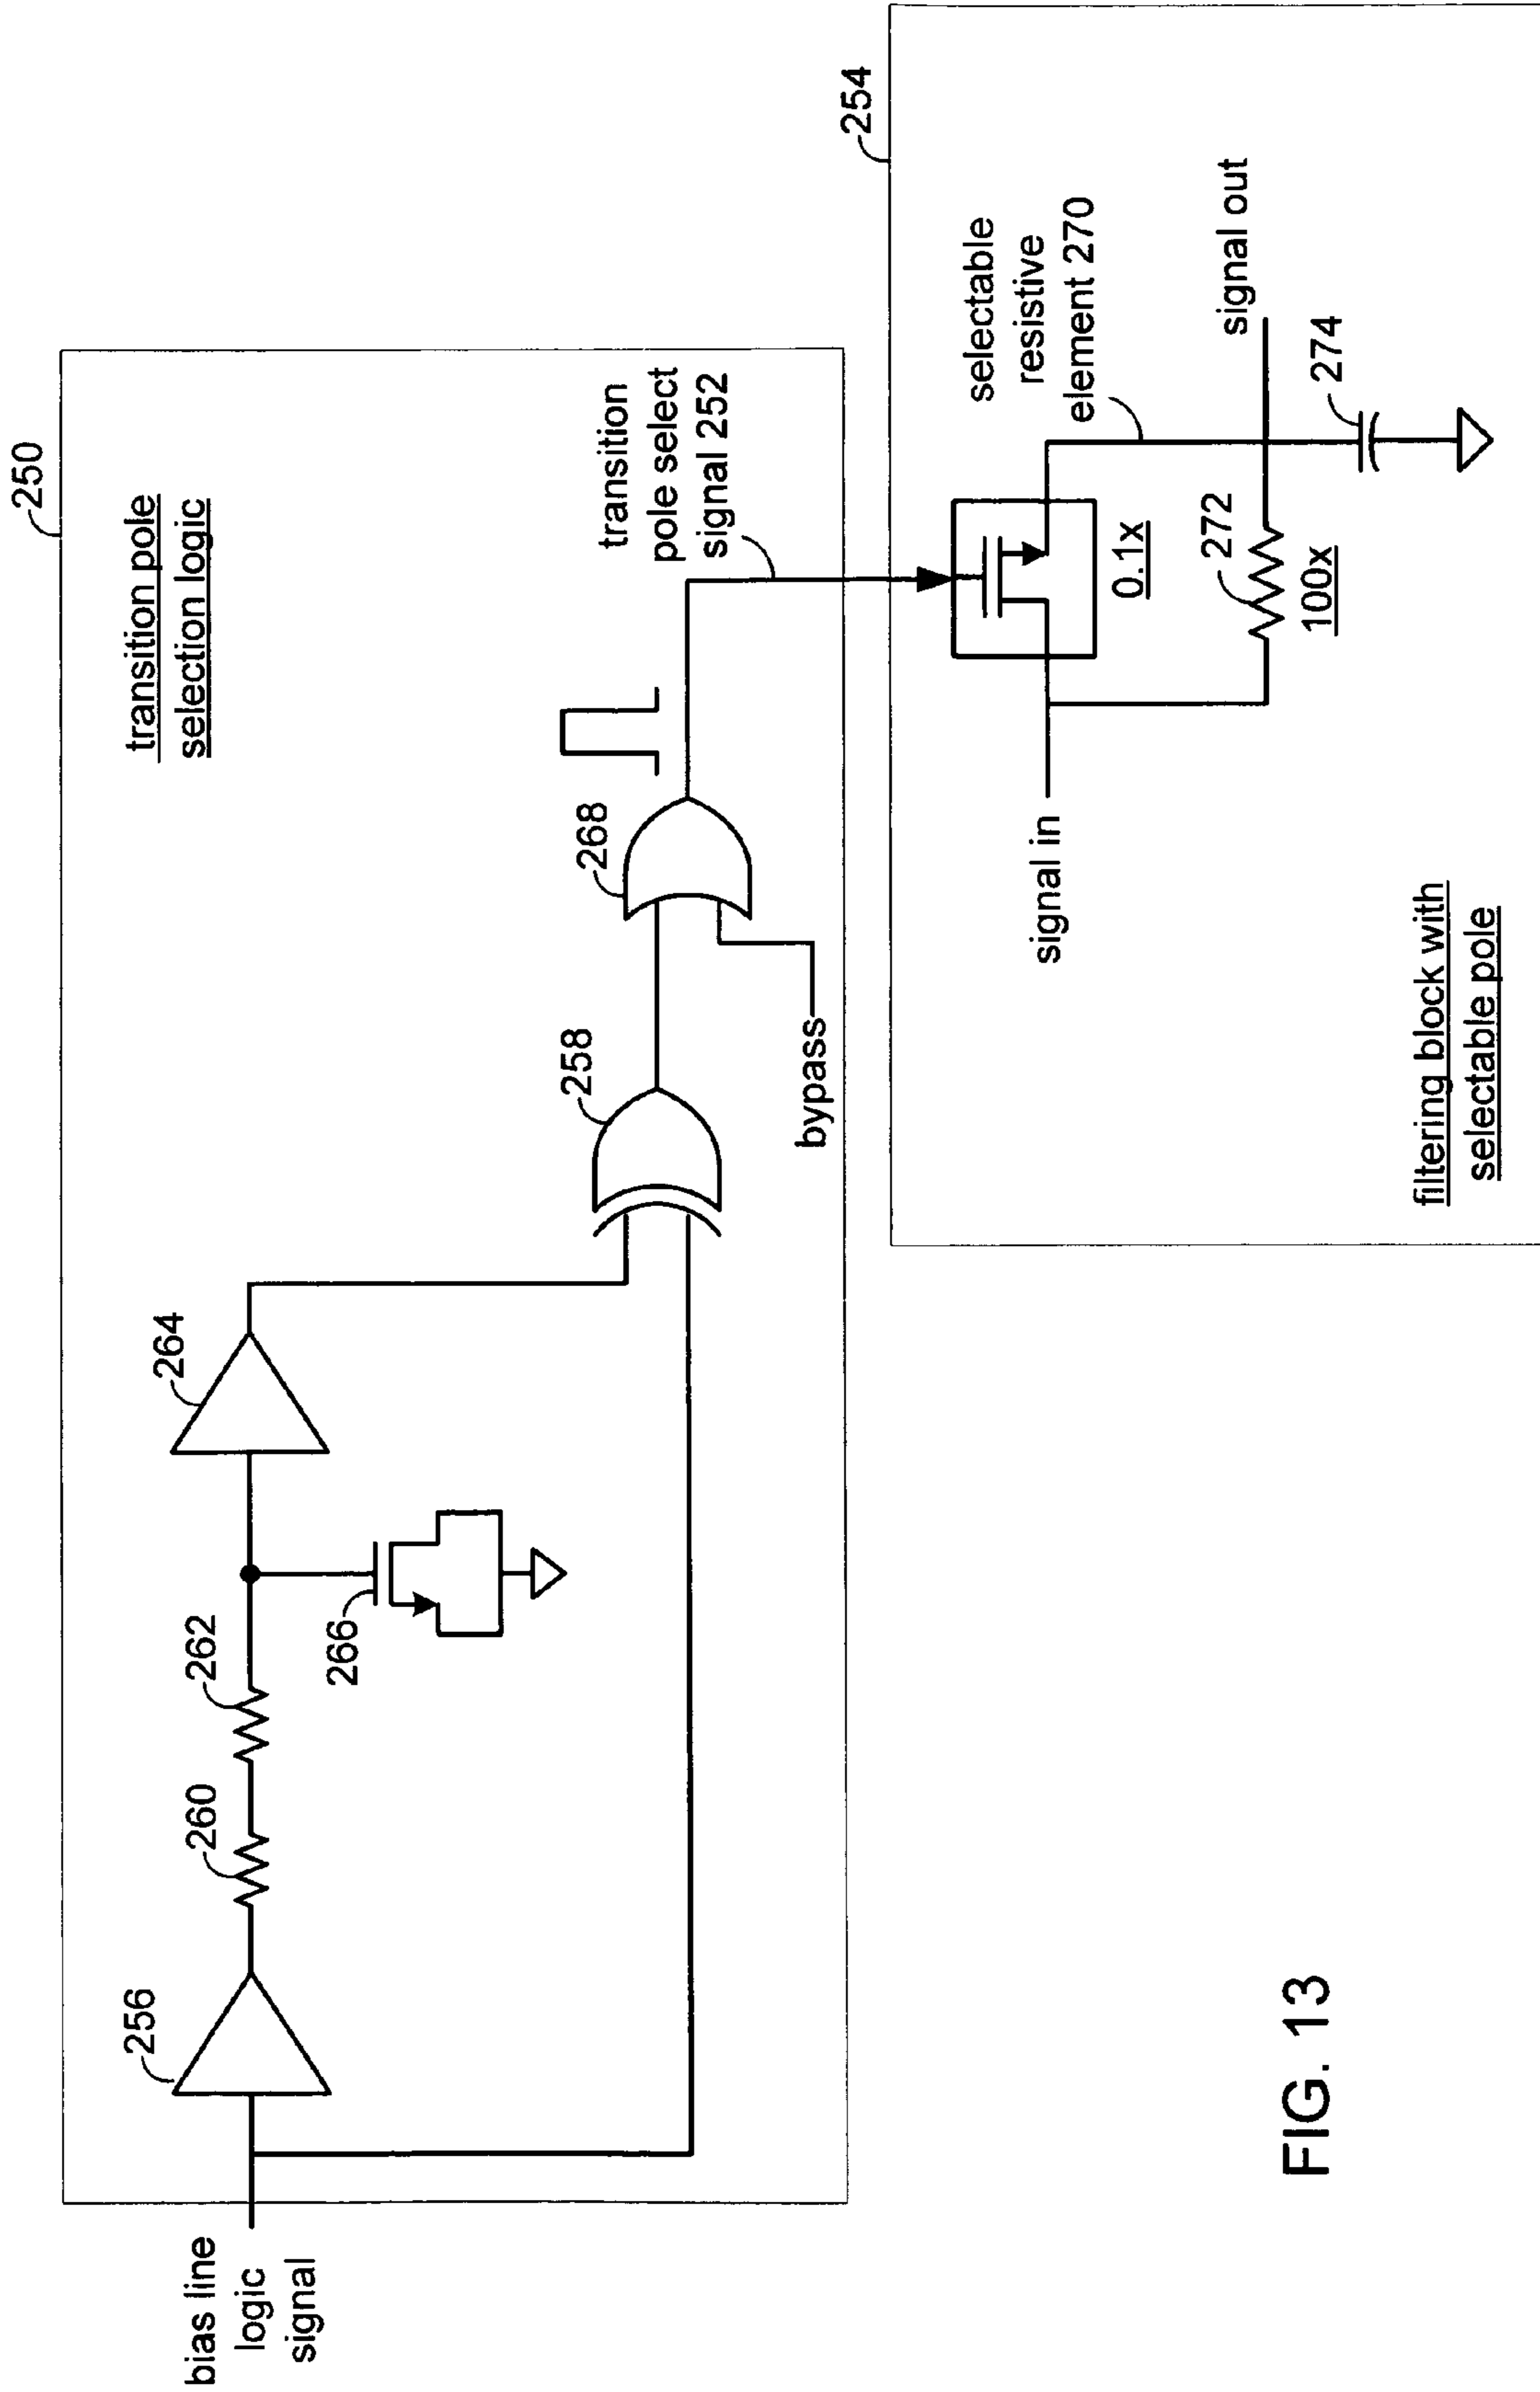 250
transition pole
selection logic
bias line
logic
signal
256
260
262
264
266
258
268
bypass
transition
pole select
signal 252
254
selectable
resistive
element 270
signal in
0.1x
272
100x
signal out
274
filtering block with
selectable pole
FIG. 13